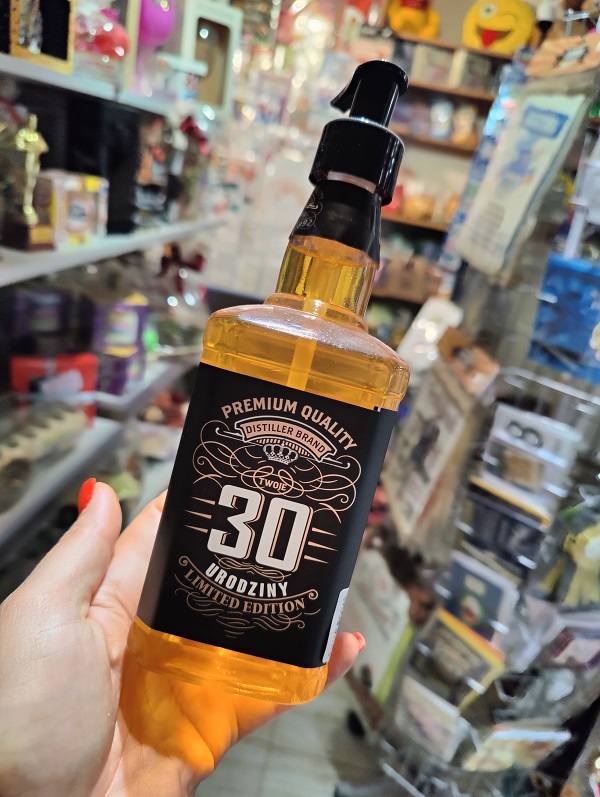 PREMIUM QUALITY
DISTILLER BRAND
TWOJE
30
URODZINY
LIMITED EDITION